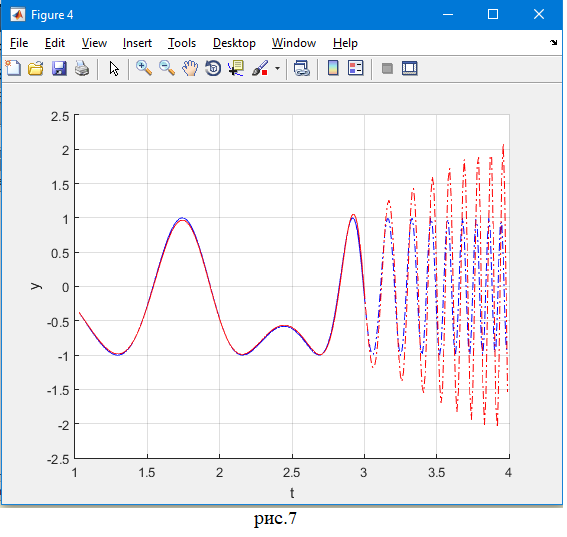 Figure 4
File Edit View Insert Tools Desktop Window Help
2.5
2
1.5
1
0.5
0
-0.5
-1
-1.5
-2
-2.5
y
1 1.5 2 2.5 3 3.5 4
t
рис.7